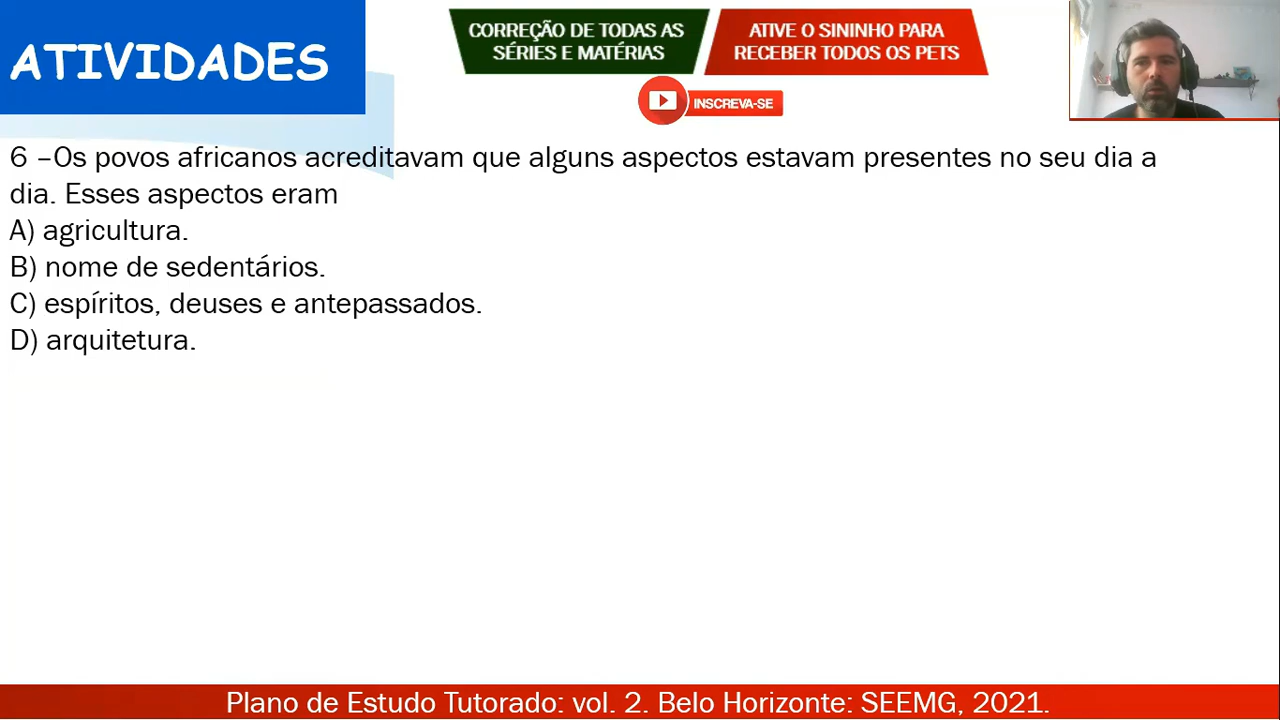 ATIVIDADES
CORREÇÃO DE TODAS AS
SÉRIES E MATÉRIAS
ATIVE O SININHO PARA
RECEBER TODOS OS PETS
INSCREVA-SE
6 –Os povos africanos acreditavam que alguns aspectos estavam presentes no seu dia a
dia. Esses aspectos eram
A) agricultura.
B) nome de sedentários.
C) espíritos, deuses e antepassados.
D) arquitetura.
Plano de Estudo Tutorado: vol. 2. Belo Horizonte: SEEMG, 2021.